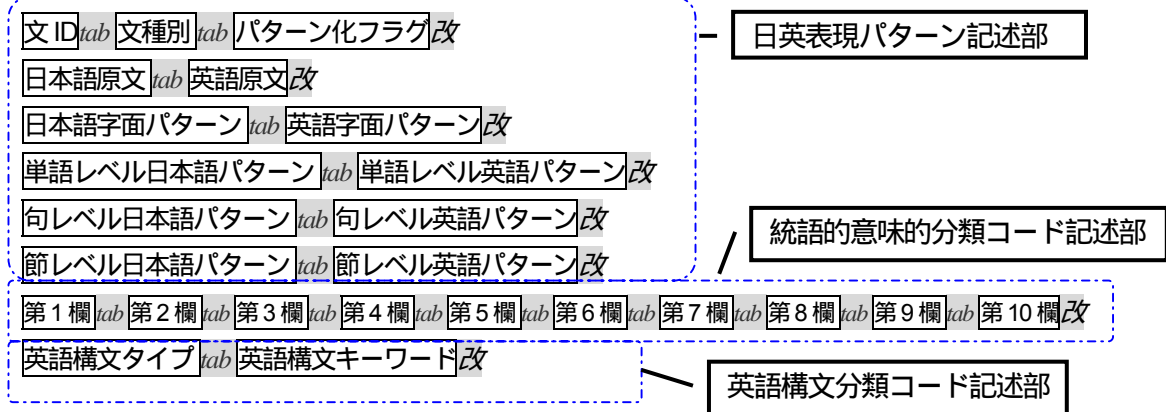 文ID tab 文種別 tab パターン化フラグ改
日英表現パターン記述部
日本語原文 tab 英語原文改
日本語字面パターン tab 英語字面パターン改
単語レベル日本語パターン tab 単語レベル英語パターン改
句レベル日本語パターン tab 句レベル英語パターン改
統語的意味的分類コード記述部
節レベル日本語パターン tab 節レベル英語パターン改
第1欄 tab 第2欄 tab 第3欄 tab 第4欄 tab 第5欄 tab 第6欄 tab 第7欄 tab 第8欄 tab 第9欄 tab 第10欄改
英語構文タイプ tab 英語構文キーワード改
英語構文分類コード記述部